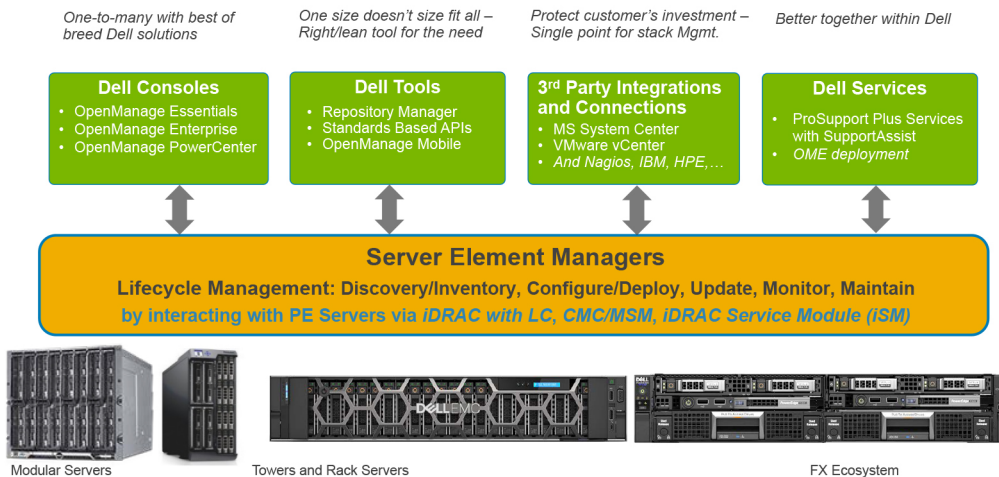 One-to-many with best of
breed Dell solutions
One size doesn't size fit all –
Right/lean tool for the need
Protect customer's investment –
Single point for stack Mgmt.
Better together within Dell
Dell Consoles
• OpenManage Essentials
• OpenManage Enterprise
• OpenManage PowerCenter
Dell Tools
• Repository Manager
• Standards Based APIs
• OpenManage Mobile
3rd Party Integrations
and Connections
• MS System Center
• VMware vCenter
• And Nagios, IBM, HPE,…
Dell Services
• ProSupport Plus Services
with SupportAssist
• OME deployment
Server Element Managers
Lifecycle Management: Discovery/Inventory, Configure/Deploy, Update, Monitor, Maintain
by interacting with PE Servers via iDRAC with LC, CMC/MSM, iDRAC Service Module (iSM)
DELLEMC
DELL
Modular Servers
Towers and Rack Servers
FX Ecosystem